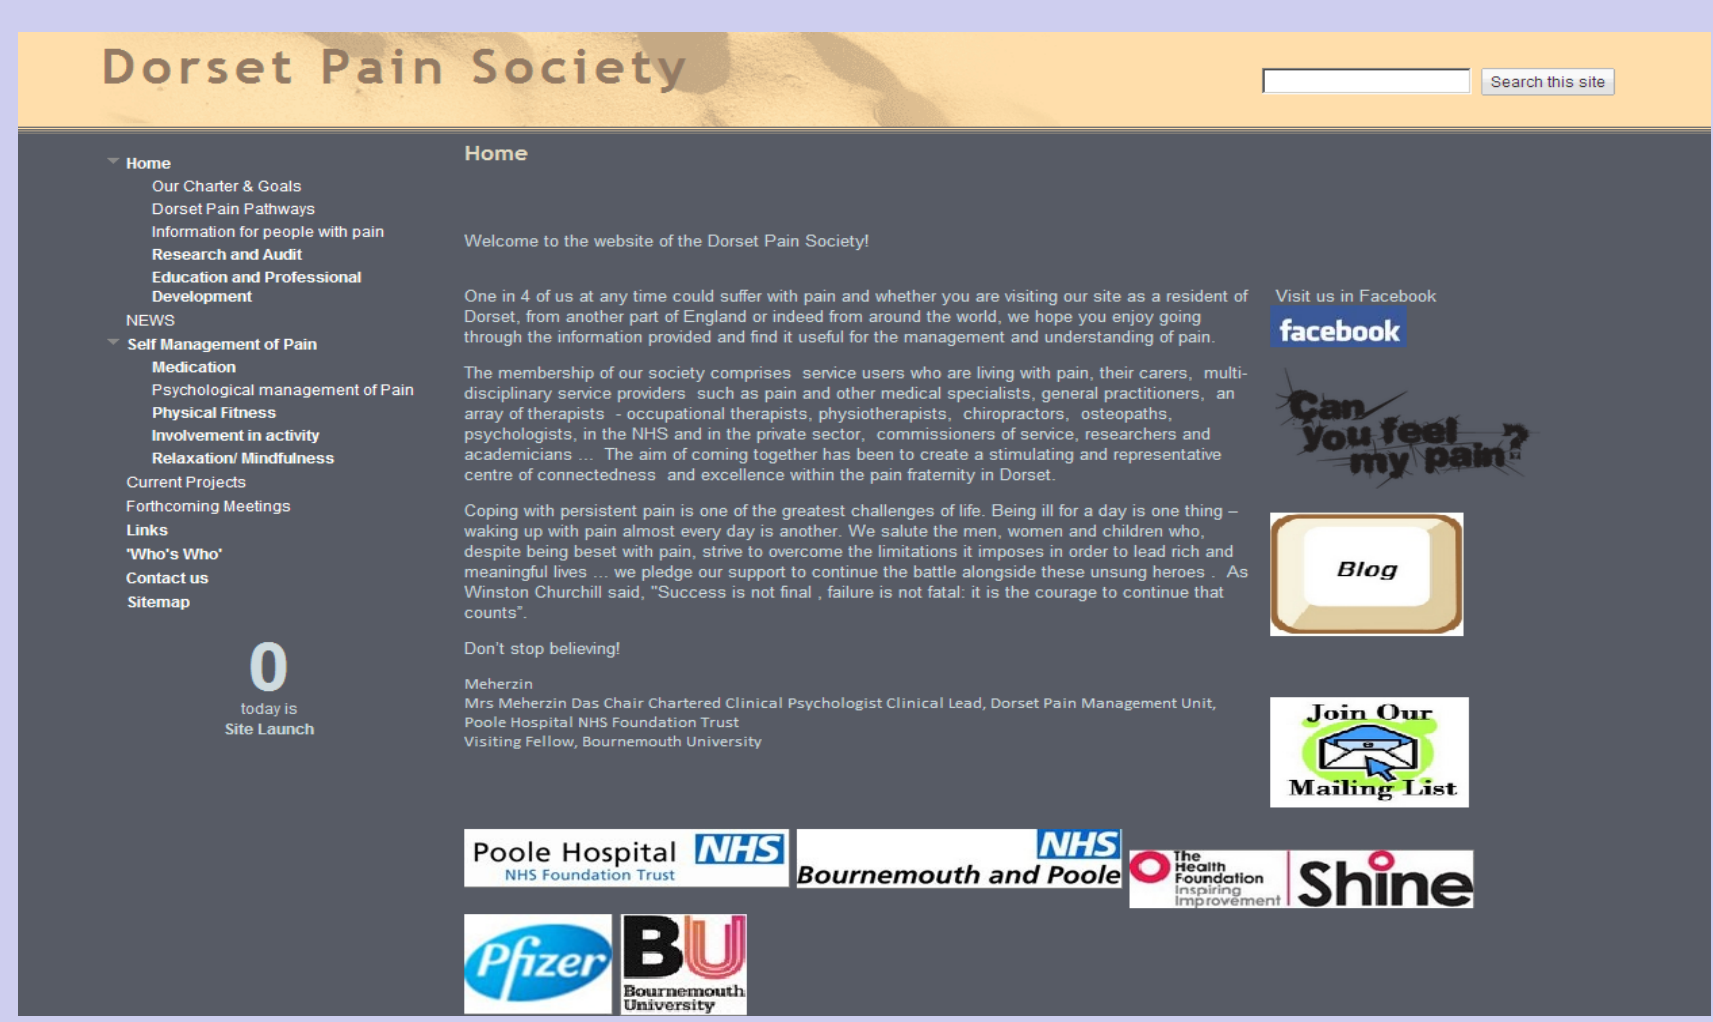 Dorset Pain Society
Search this site
Home
Our Charter & Goals
Dorset Pain Pathways
Information for people with pain
Research and Audit
Education and Professional
Development
NEWS
Self Management of Pain
Medication
Psychological management of Pain
Physical Fitness
Involvement in activity
Relaxation/ Mindfulness
Current Projects
Forthcoming Meetings
Links
'Who's Who'
Contact us
Sitemap
0
today is
Site Launch
Home
Welcome to the website of the Dorset Pain Society!
One in 4 of us at any time could suffer with pain and whether you are visiting our site as a resident of
Dorset, from another part of England or indeed from around the world, we hope you enjoy going
through the information provided and find it useful for the management and understanding of pain.
The membership of our society comprises  service users who are living with pain, their carers,  multi-
disciplinary service providers  such as pain and other medical specialists, general practitioners,  an
array of therapists  - occupational therapists, physiotherapists,  chiropractors,  osteopaths,
psychologists, in the NHS and in the private sector,  commissioners of service, researchers and
academicians ...  The aim of coming together has been to create a stimulating and representative
centre of connectedness  and excellence within the pain fraternity in Dorset.
Coping with persistent pain is one of the greatest challenges of life. Being ill for a day is one thing –
waking up with pain almost every day is another. We salute the men, women and children who,
despite being beset with pain, strive to overcome the limitations it imposes in order to lead rich and
meaningful lives ... we pledge our support to continue the battle alongside these unsung heroes .  As
Winston Churchill said, "Success is not final , failure is not fatal: it is the courage to continue that
counts”.
Don't stop believing!
Meherzin
Mrs Meherzin Das Chair Chartered Clinical Psychologist Clinical Lead, Dorset Pain Management Unit,
Poole Hospital NHS Foundation Trust
Visiting Fellow, Bournemouth University
Visit us in Facebook
facebook
Can
you feel
my pain?
Blog
Join Our
Mailing List
Poole Hospital NHS
NHS Foundation Trust
NHS
Bournemouth and Poole
The
Health
Foundation
Inspiring
Improvement
Shine
Pfizer
BU
Bournemouth
University